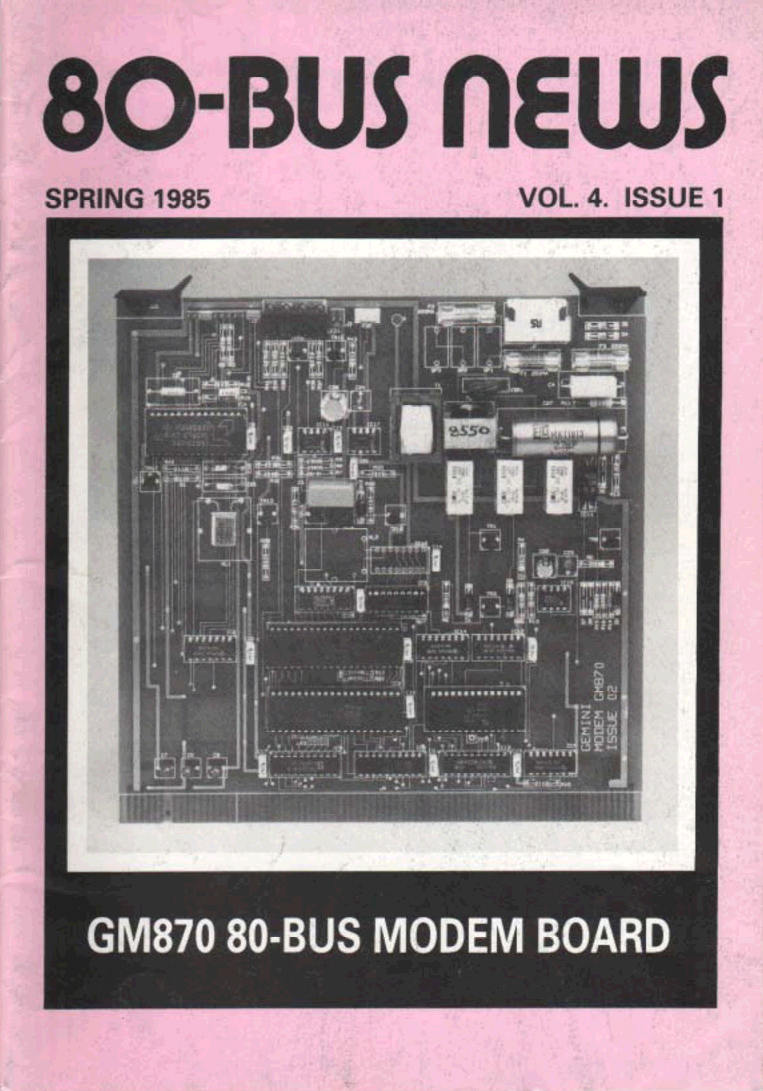 80-BUS NEWS
SPRING 1985
VOL. 4. ISSUE 1
8550
GEMINI
MODEM GM870
ISSUE 02
GM870 80-BUS MODEM BOARD